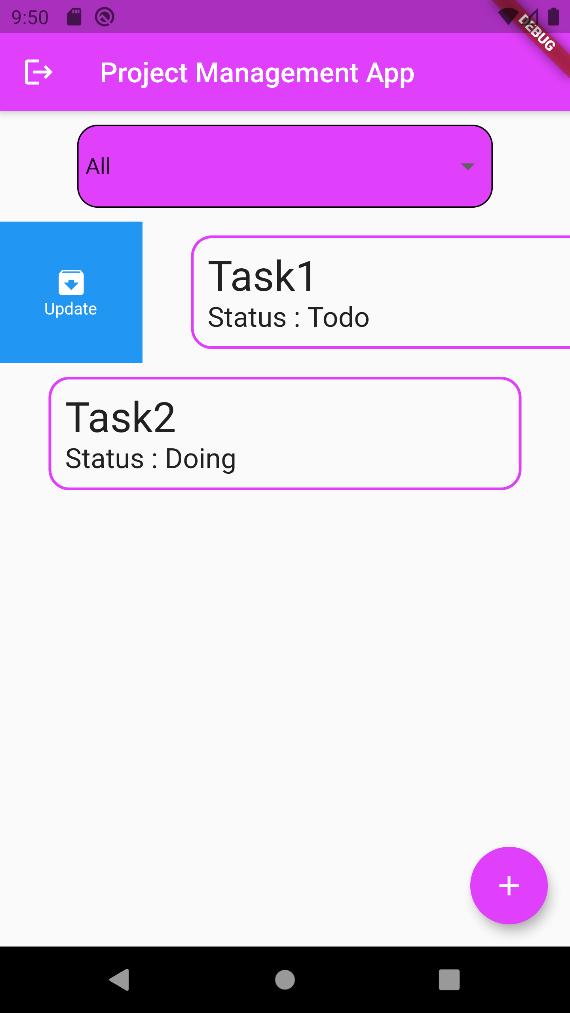 9:50
DEBUG
Project Management App
All
Update
Task1
Status : Todo
Task2
Status : Doing